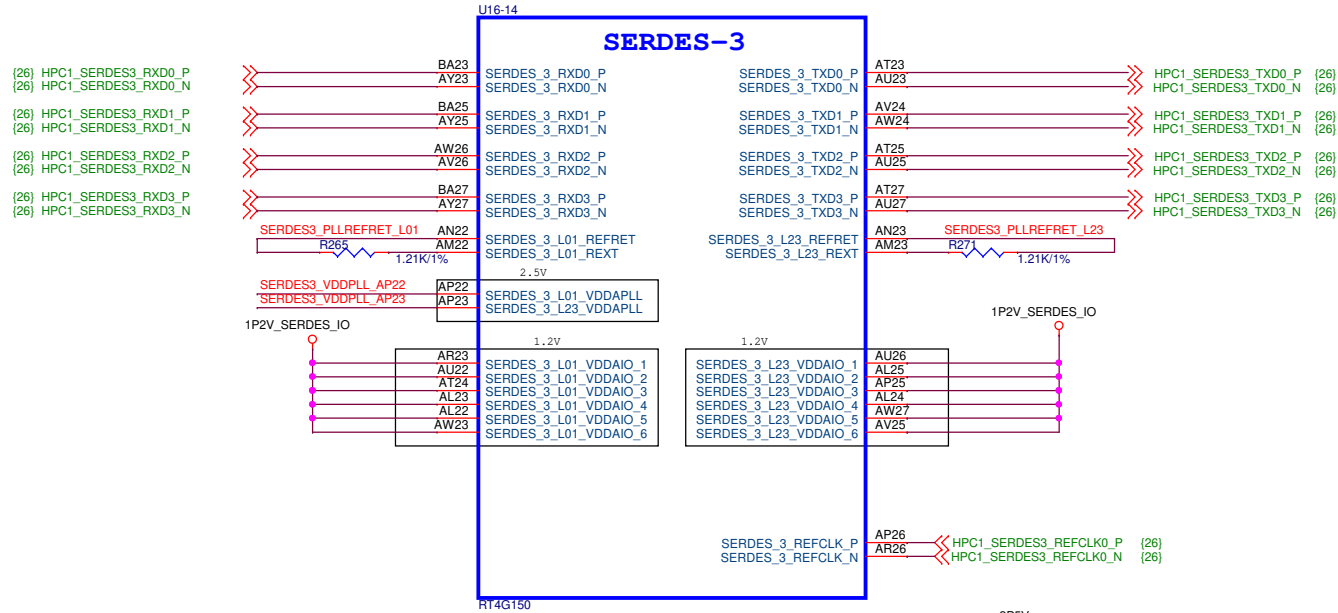 U16-14
SERDES-3
{26} HPC1_SERDES3_RXD0_P BA23 SERDES_3_RXD0_P SERDES_3_TXD0_P AT23 HPC1_SERDES3_TXD0_P {26}
{26} HPC1_SERDES3_RXD0_N AY23 SERDES_3_RXD0_N SERDES_3_TXD0_N AU23 HPC1_SERDES3_TXD0_N {26}
{26} HPC1_SERDES3_RXD1_P BA25 SERDES_3_RXD1_P SERDES_3_TXD1_P AV24 HPC1_SERDES3_TXD1_P {26}
{26} HPC1_SERDES3_RXD1_N AY25 SERDES_3_RXD1_N SERDES_3_TXD1_N AW24 HPC1_SERDES3_TXD1_N {26}
{26} HPC1_SERDES3_RXD2_P AW26 SERDES_3_RXD2_P SERDES_3_TXD2_P AT25 HPC1_SERDES3_TXD2_P {26}
{26} HPC1_SERDES3_RXD2_N AV26 SERDES_3_RXD2_N SERDES_3_TXD2_N AU25 HPC1_SERDES3_TXD2_N {26}
{26} HPC1_SERDES3_RXD3_P BA27 SERDES_3_RXD3_P SERDES_3_TXD3_P AT27 HPC1_SERDES3_TXD3_P {26}
{26} HPC1_SERDES3_RXD3_N AY27 SERDES_3_RXD3_N SERDES_3_TXD3_N AU27 HPC1_SERDES3_TXD3_N {26}
SERDES3_PLLREFRET_L01 AN22 SERDES_3_L01_REFRET SERDES_3_L23_REFRET AN23 SERDES3_PLLREFRET_L23
R265 1.21K/1% AM22 SERDES_3_L01_REXT SERDES_3_L23_REXT AM23 R271 1.21K/1%
2.5V
SERDES3_VDDPLL_AP22 AP22 SERDES_3_L01_VDDAPLL
SERDES3_VDDPLL_AP23 AP23 SERDES_3_L23_VDDAPLL
1P2V_SERDES_IO 1P2V_SERDES_IO
1.2V 1.2V
AR23 SERDES_3_L01_VDDAIO_1 SERDES_3_L23_VDDAIO_1 AU26
AU22 SERDES_3_L01_VDDAIO_2 SERDES_3_L23_VDDAIO_2 AL25
AT24 SERDES_3_L01_VDDAIO_3 SERDES_3_L23_VDDAIO_3 AP25
AL23 SERDES_3_L01_VDDAIO_4 SERDES_3_L23_VDDAIO_4 AL24
AL22 SERDES_3_L01_VDDAIO_5 SERDES_3_L23_VDDAIO_5 AW27
AW23 SERDES_3_L01_VDDAIO_6 SERDES_3_L23_VDDAIO_6 AV25
SERDES_3_REFCLK_P AP26 HPC1_SERDES3_REFCLK0_P {26}
SERDES_3_REFCLK_N AR26 HPC1_SERDES3_REFCLK0_N {26}
RT4G150